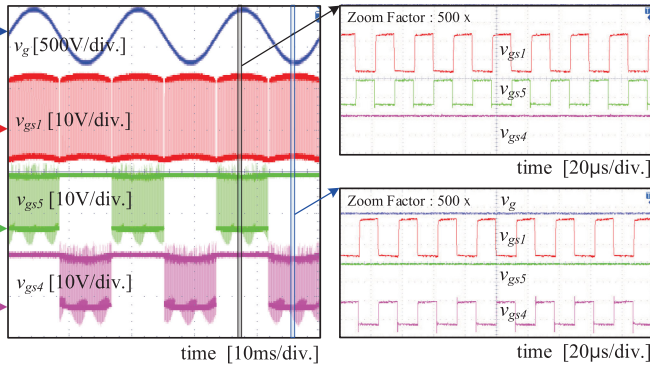 v_g [500V/div.]
v_gs1 [10V/div.]
v_gs5 [10V/div.]
v_gs4 [10V/div.]
time [10ms/div.]
Zoom Factor : 500 x
v_gs1
v_gs5
v_gs4
time [20µs/div.]
Zoom Factor : 500 x
v_g
v_gs1
v_gs5
v_gs4
time [20µs/div.]